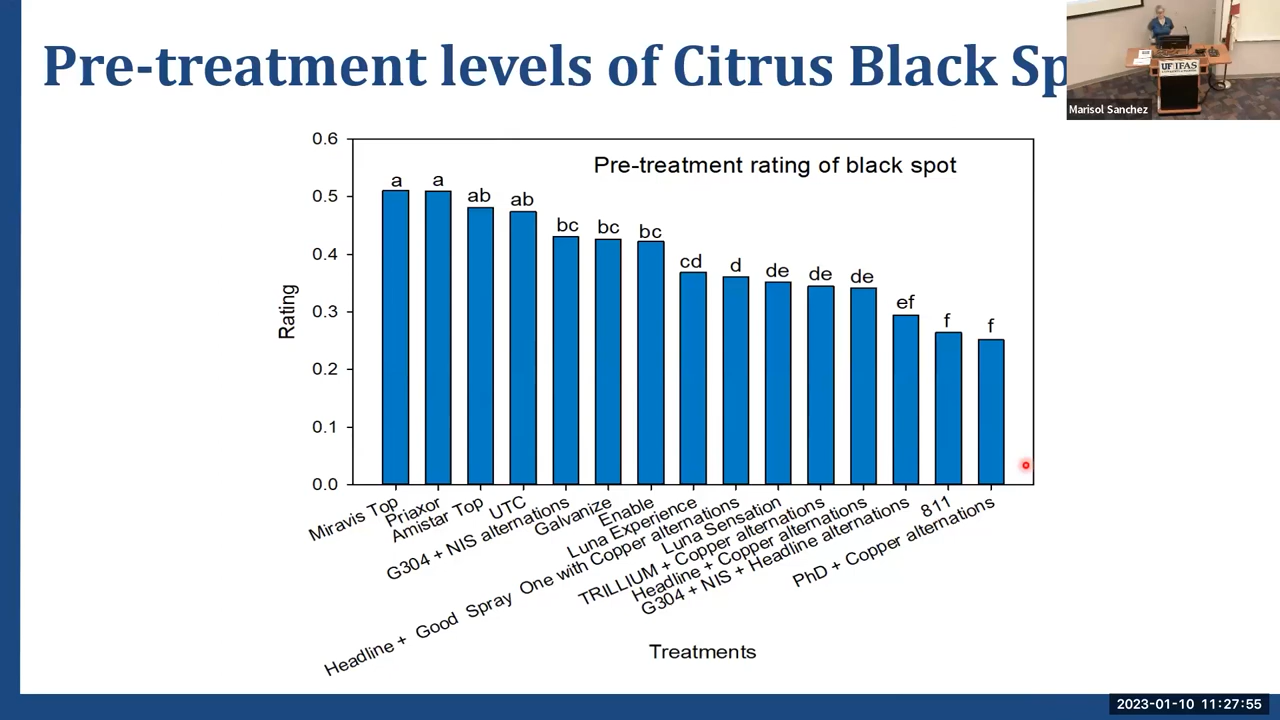 Pre-treatment levels of Citrus Black Sp
UF IFAS
Marisol Sanchez
Pre-treatment rating of black spot
0.6
0.5
0.4
0.3
0.2
0.1
0.0
Rating
a
a
ab
ab
bc
bc
bc
cd
d
de
de
de
ef
f
f
Miravis Top
Priaxor
Amistar Top
UTC
G304 + NIS alternations
Galvanize
Enable
Luna Experience
Headline + Good Spray One with Copper alternations
Luna Sensation
TRILLIUM + Copper alternations
Headline + Copper alternations
G304 + NIS + Headline alternations
811
PhD + Copper alternations
Treatments
2023-01-10 11:27:55